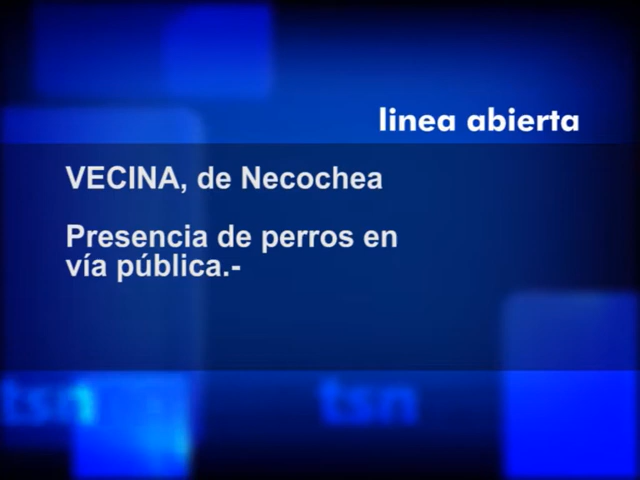 linea abierta
VECINA, de Necochea
Presencia de perros en
vía pública.-
tsn
tsn